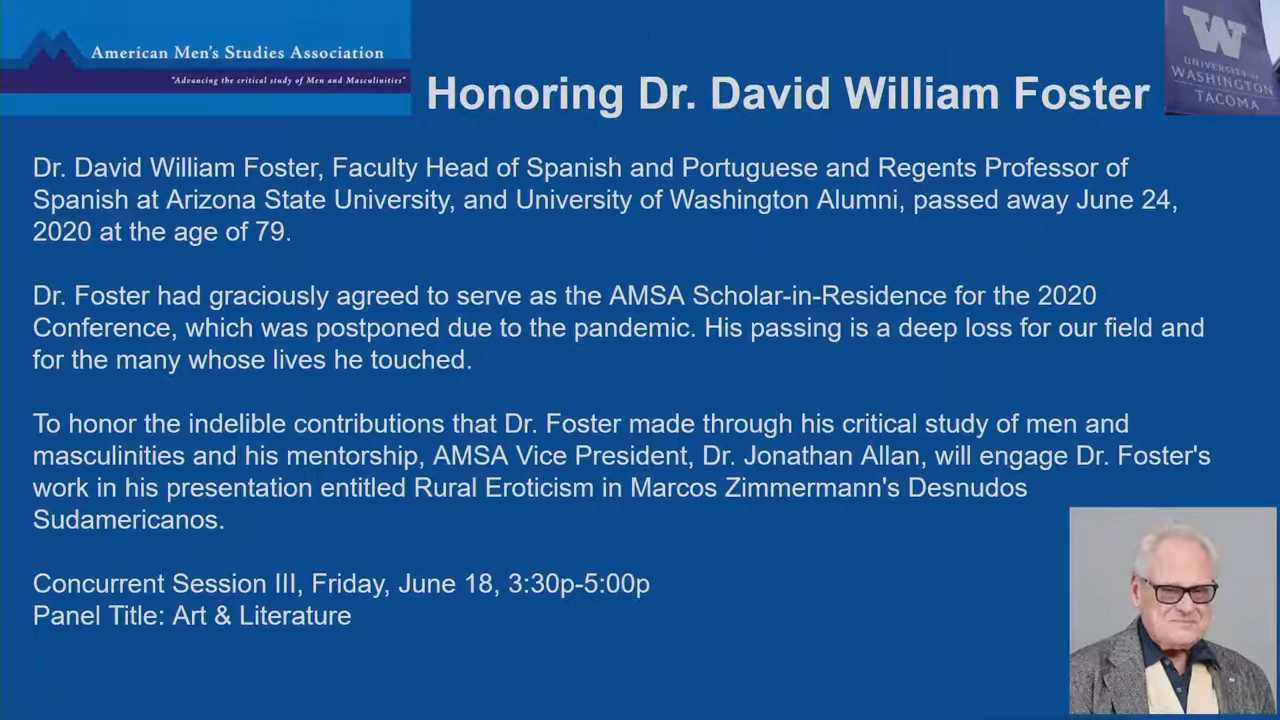 American Men's Studies Association
"Advancing the critical study of Men and Masculinities"
Honoring Dr. David William Foster
W
UNIVERSITY of
WASHINGTON
TACOMA
Dr. David William Foster, Faculty Head of Spanish and Portuguese and Regents Professor of
Spanish at Arizona State University, and University of Washington Alumni, passed away June 24,
2020 at the age of 79.
Dr. Foster had graciously agreed to serve as the AMSA Scholar-in-Residence for the 2020
Conference, which was postponed due to the pandemic. His passing is a deep loss for our field and
for the many whose lives he touched.
To honor the indelible contributions that Dr. Foster made through his critical study of men and
masculinities and his mentorship, AMSA Vice President, Dr. Jonathan Allan, will engage Dr. Foster's
work in his presentation entitled Rural Eroticism in Marcos Zimmermann's Desnudos
Sudamericanos.
Concurrent Session III, Friday, June 18, 3:30p-5:00p
Panel Title: Art & Literature